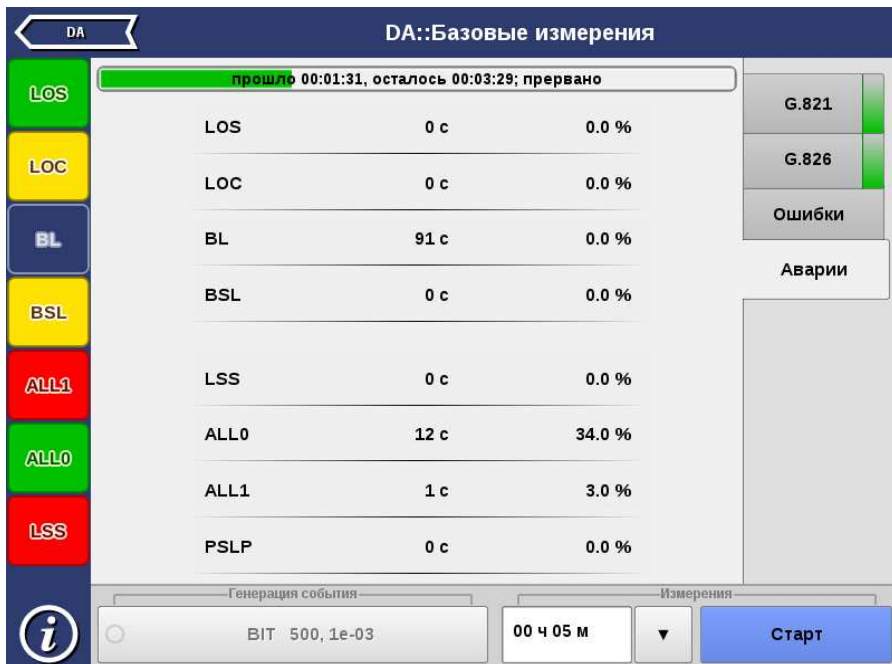 DA
DA::Базовые измерения
прошло 00:01:31, осталось 00:03:29; прервано
LOS
LOC
BL
BSL
ALL1
ALL0
LSS
i
LOS 0 с 0.0 %
LOC 0 с 0.0 %
BL 91 с 0.0 %
BSL 0 с 0.0 %
LSS 0 с 0.0 %
ALL0 12 с 34.0 %
ALL1 1 с 3.0 %
PSLP 0 с 0.0 %
G.821
G.826
Ошибки
Аварии
Генерация события
BIT 500, 1e-03
Измерения
00 ч 05 м
Старт